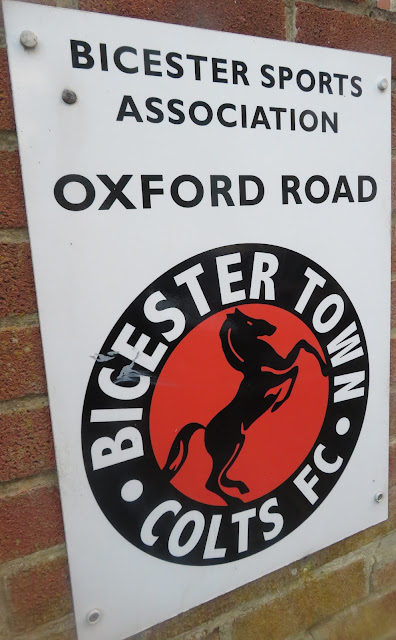 BICESTER SPORTS
ASSOCIATION
OXFORD ROAD
BICESTER TOWN
COLTS FC